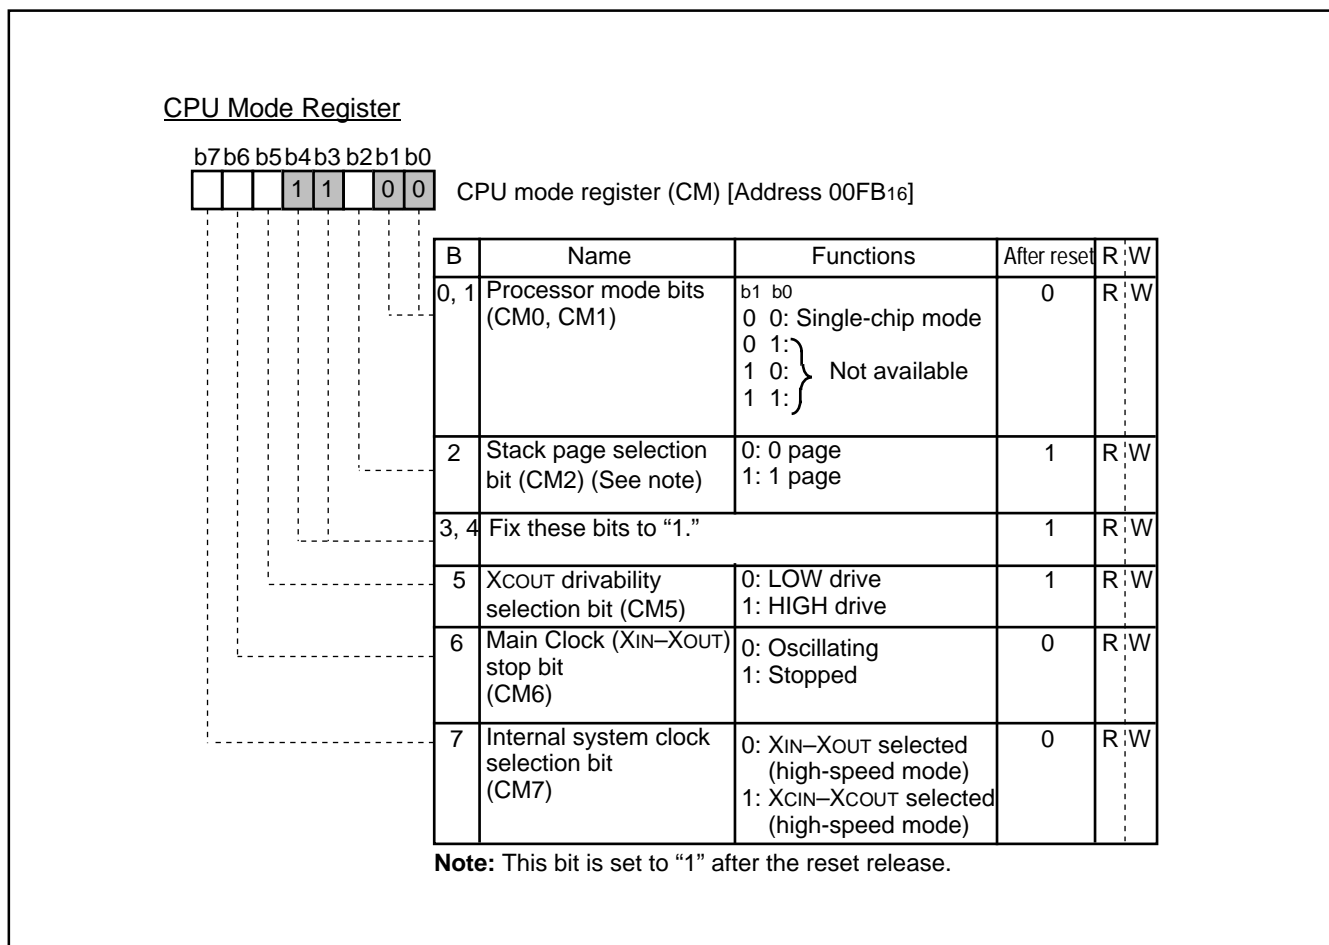 CPU Mode Register
b7 b6 b5 b4 b3 b2 b1 b0
1 1 0 0
CPU mode register (CM) [Address 00FB16]
B Name Functions After reset R W
0, 1 Processor mode bits (CM0, CM1)
b1 b0
0 0: Single-chip mode
0 1:
1 0: Not available
1 1:
0 R W
2 Stack page selection bit (CM2) (See note)
0: 0 page
1: 1 page
1 R W
3, 4 Fix these bits to “1.” 1 R W
5 XCOUT drivability selection bit (CM5)
0: LOW drive
1: HIGH drive
1 R W
6 Main Clock (XIN–XOUT) stop bit (CM6)
0: Oscillating
1: Stopped
0 R W
7 Internal system clock selection bit (CM7)
0: XIN–XOUT selected (high-speed mode)
1: XCIN–XCOUT selected (high-speed mode)
0 R W
Note: This bit is set to “1” after the reset release.